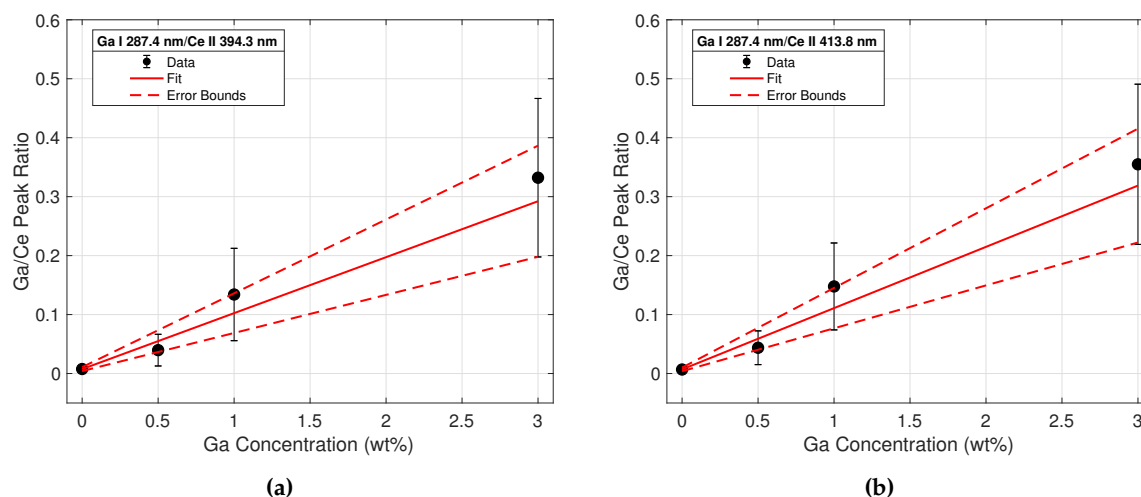 0.6
0.5
0.4
0.3
0.2
0.1
0
Ga/Ce Peak Ratio
Ga I 287.4 nm/Ce II 394.3 nm
Data
Fit
Error Bounds
0 0.5 1 1.5 2 2.5 3
Ga Concentration (wt%)
(a)
0.6
0.5
0.4
0.3
0.2
0.1
0
Ga/Ce Peak Ratio
Ga I 287.4 nm/Ce II 413.8 nm
Data
Fit
Error Bounds
0 0.5 1 1.5 2 2.5 3
Ga Concentration (wt%)
(b)